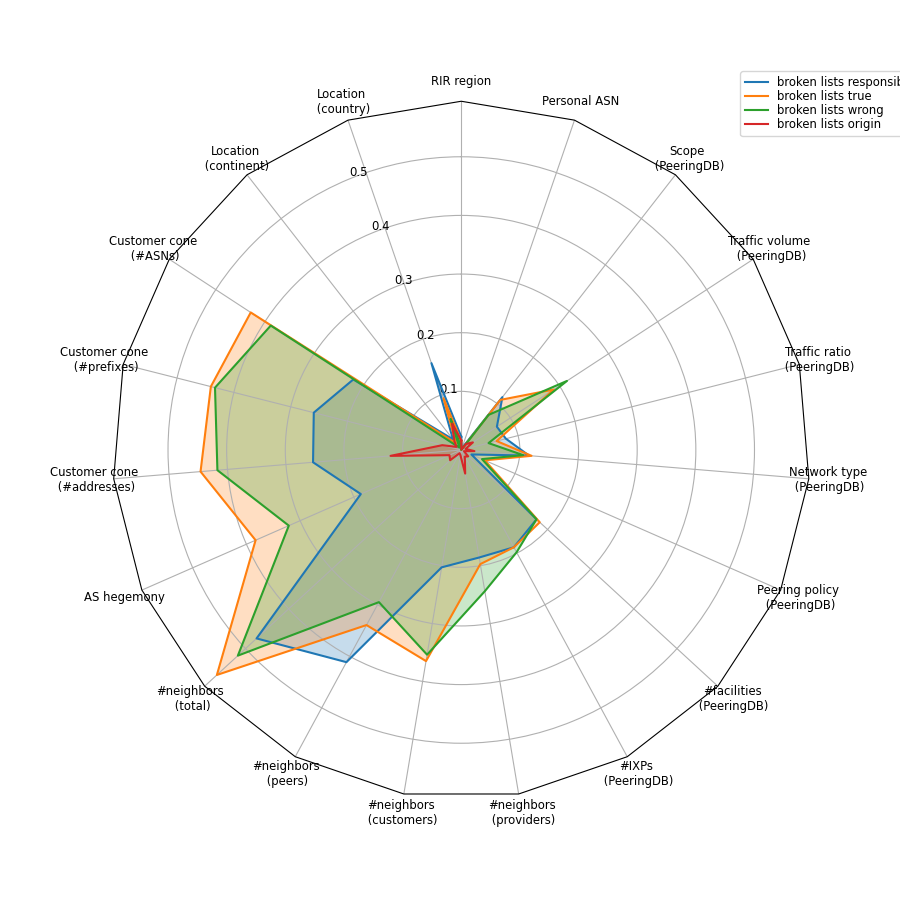 RIR region
Location
(country)
Personal ASN
broken lists responsib
broken lists true
broken lists wrong
broken lists origin
Location
(continent)
Scope
(PeeringDB)
0.5
0.4
0.3
0.2
0.1
Customer cone
(#ASNs)
Traffic volume
(PeeringDB)
Customer cone
(#prefixes)
Traffic ratio
(PeeringDB)
Customer cone
(#addresses)
Network type
(PeeringDB)
AS hegemony
Peering policy
(PeeringDB)
#neighbors
(total)
#facilities
(PeeringDB)
#neighbors
(peers)
#IXPs
(PeeringDB)
#neighbors
(customers)
#neighbors
(providers)